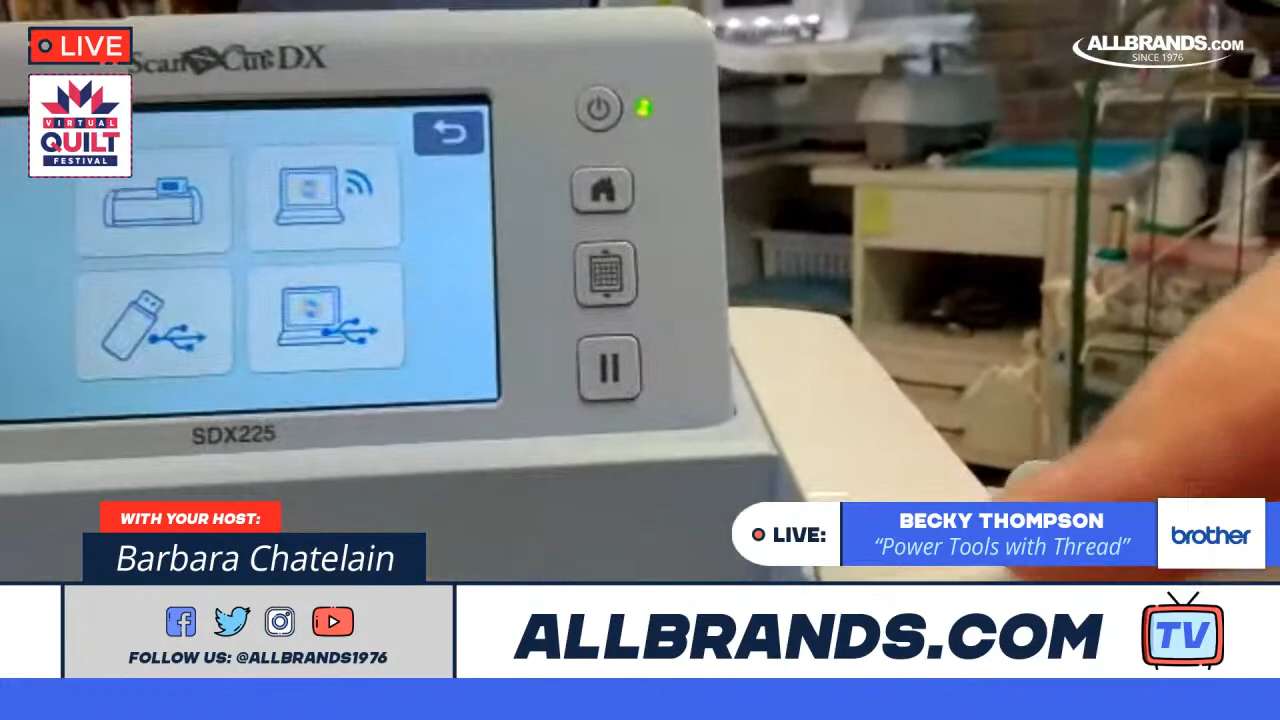 LIVE
ScanNCut DX
ALLBRANDS.COM
SINCE 1976
VIRTUAL
QUILT
FESTIVAL
SDX225
WITH YOUR HOST:
Barbara Chatelain
LIVE:
BECKY THOMPSON
“Power Tools with Thread”
brother
FOLLOW US: @ALLBRANDS1976
ALLBRANDS.COM
TV